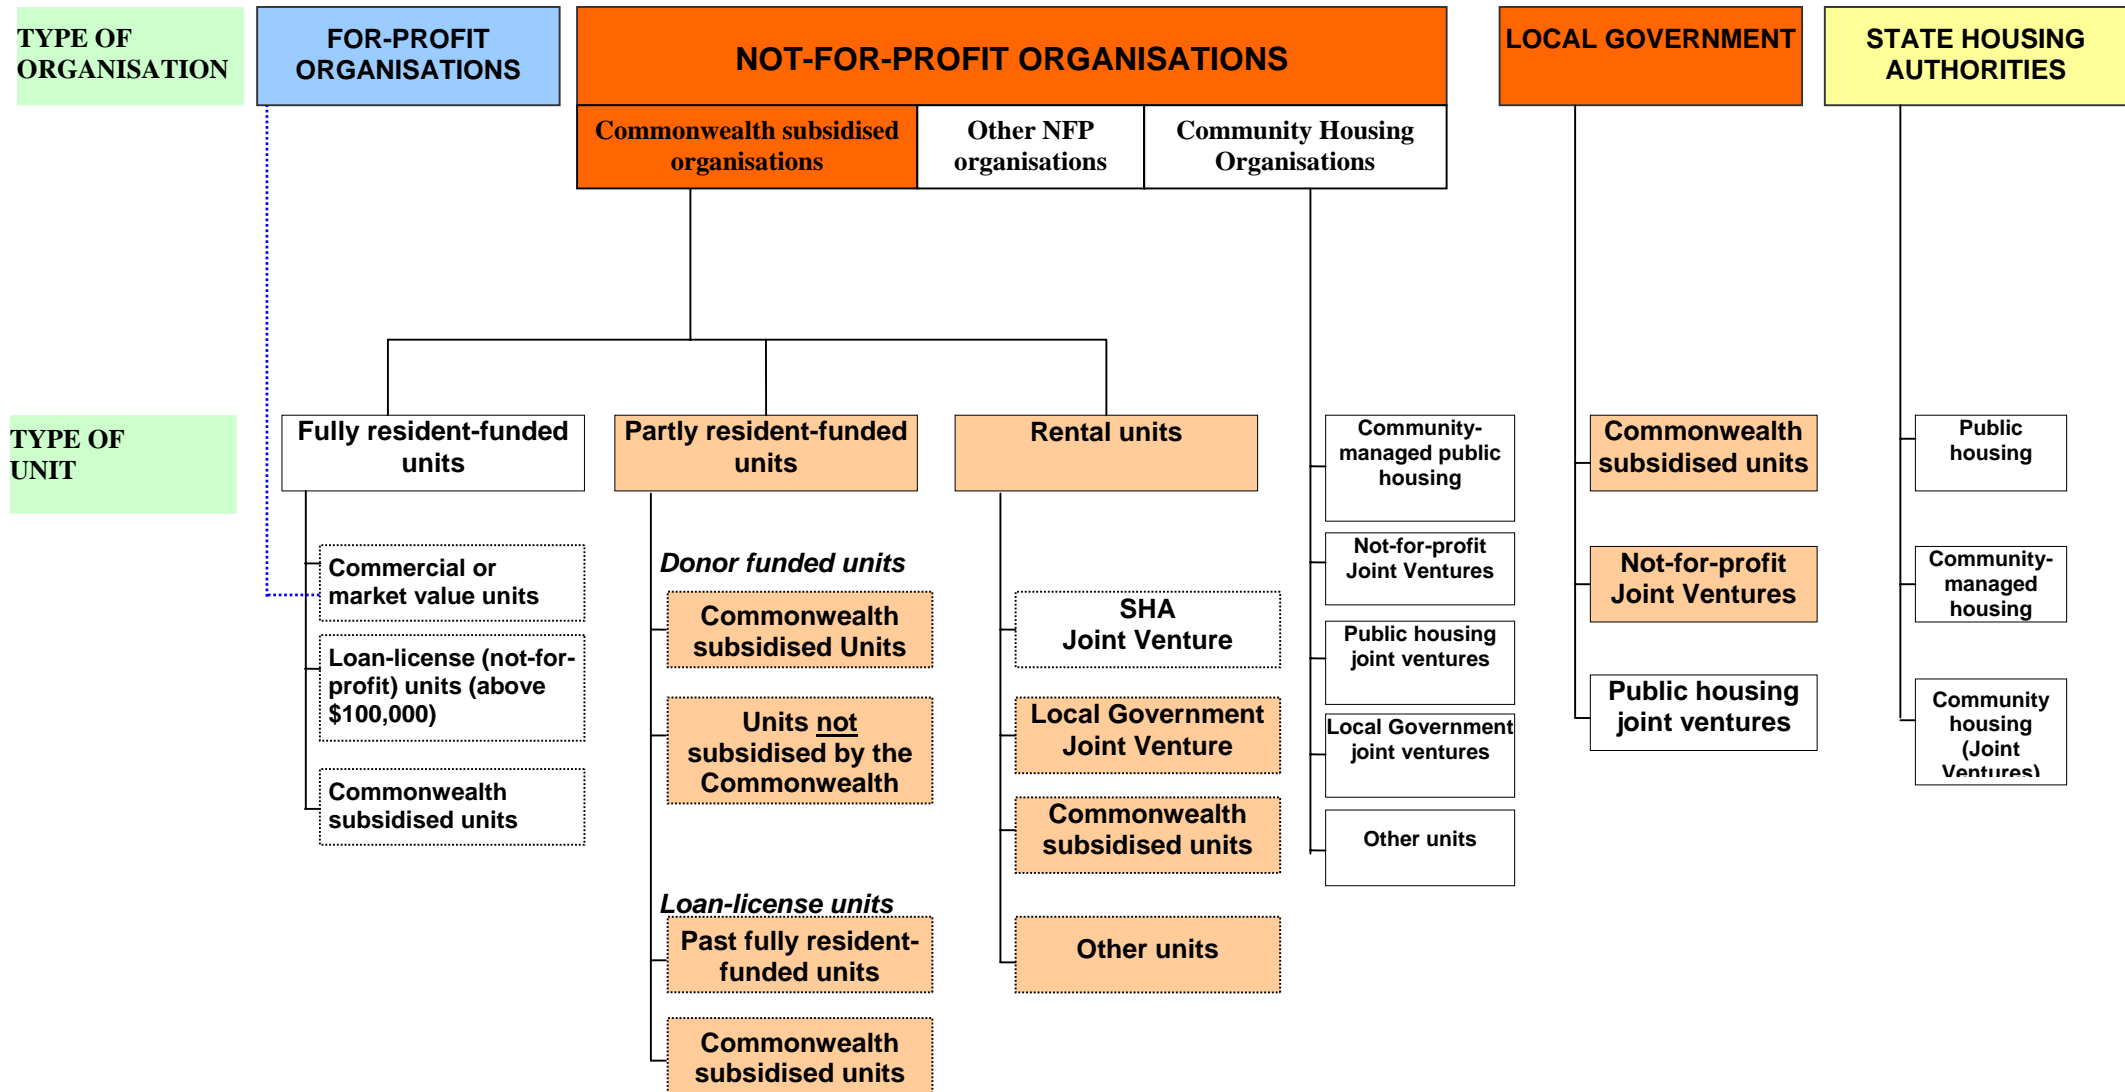 TYPE OF
ORGANISATION
FOR-PROFIT
ORGANISATIONS
NOT-FOR-PROFIT ORGANISATIONS
LOCAL GOVERNMENT
STATE HOUSING
AUTHORITIES
Commonwealth subsidised
organisations
Other NFP
organisations
Community Housing
Organisations
TYPE OF
UNIT
Fully resident-funded
units
Commercial or
market value units
Loan-license (not-for-
profit) units (above
$100,000)
Commonwealth
subsidised units
Partly resident-funded
units
Donor funded units
Commonwealth
subsidised Units
Units not
subsidised by the
Commonwealth
Loan-license units
Past fully resident-
funded units
Commonwealth
subsidised units
Rental units
SHA
Joint Venture
Local Government
Joint Venture
Commonwealth
subsidised units
Other units
Community-
managed public
housing
Not-for-profit
Joint Ventures
Public housing
joint ventures
Local Government
joint ventures
Other units
Commonwealth
subsidised units
Not-for-profit
Joint Ventures
Public housing
joint ventures
Public
housing
Community-
managed
housing
Community
housing
(Joint
Ventures)